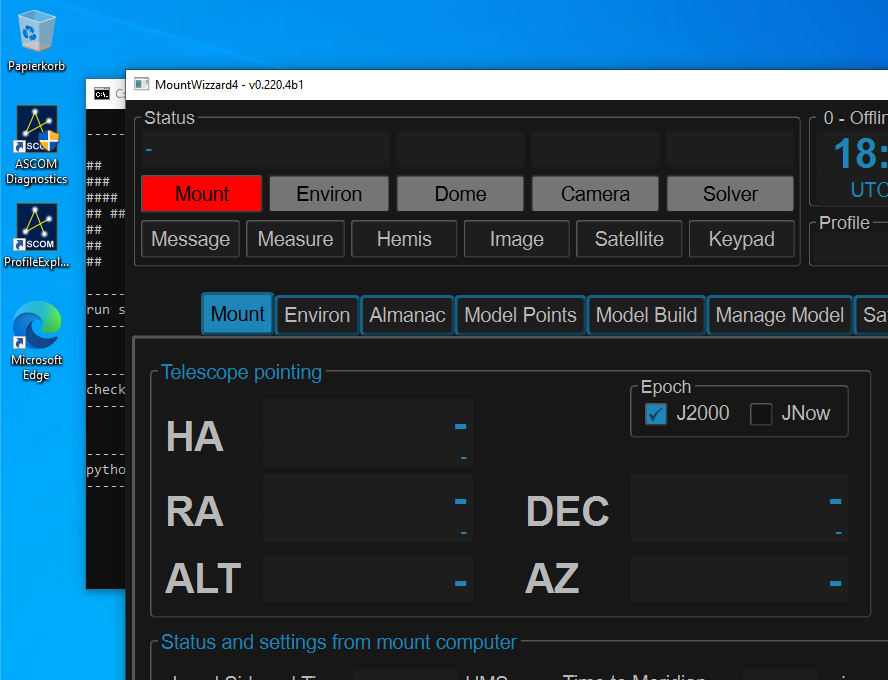 Papierkorb
ASCOM
Diagnostics
SCOM
ProfileExpl...
Microsoft
Edge
C:\.
-----
##
###
####
## ##
##
##
##
-----
run s
-----
-----
check
-----
-----
pytho
-----
MountWizzard4 - v0.220.4b1
Status
-
Mount Environ Dome Camera Solver
Message Measure Hemis Image Satellite Keypad
0 - Offlin
18:
UTC
Profile
Mount Environ Almanac Model Points Model Build Manage Model Sa
Telescope pointing
Epoch
J2000 JNow
HA - -
RA - - DEC - -
ALT - AZ -
Status and settings from mount computer